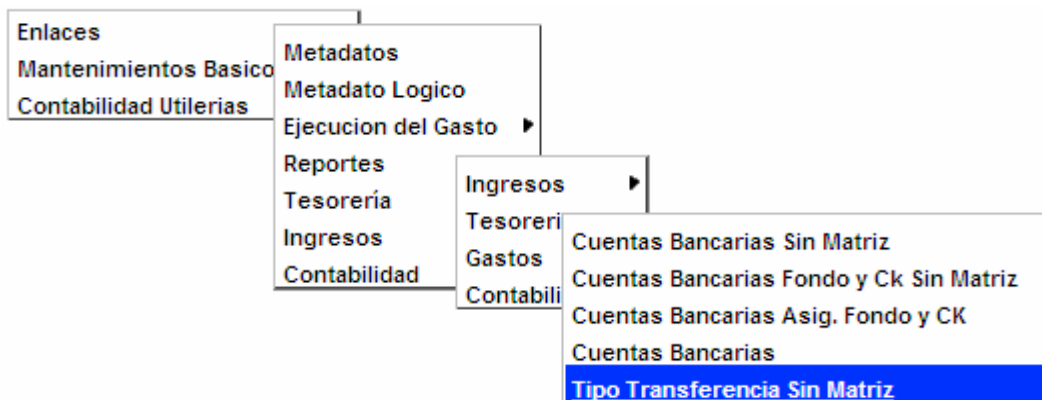 Enlaces
Mantenimientos Basico
Contabilidad Utilerias
Metadatos
Metadato Logico
Ejecucion del Gasto
Reportes
Tesorería
Ingresos
Contabilidad
Ingresos
Tesoreri
Gastos
Contabili
Cuentas Bancarias Sin Matriz
Cuentas Bancarias Fondo y Ck Sin Matriz
Cuentas Bancarias Asig. Fondo y CK
Cuentas Bancarias
Tipo Transferencia Sin Matriz